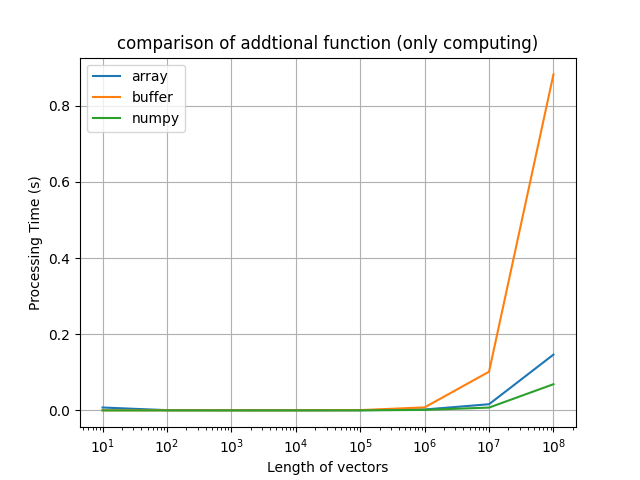 comparison of addtional function (only computing)
array
buffer
numpy
Processing Time (s)
0.8
0.6
0.4
0.2
0.0
10¹ 10² 10³ 10⁴ 10⁵ 10⁶ 10⁷ 10⁸
Length of vectors